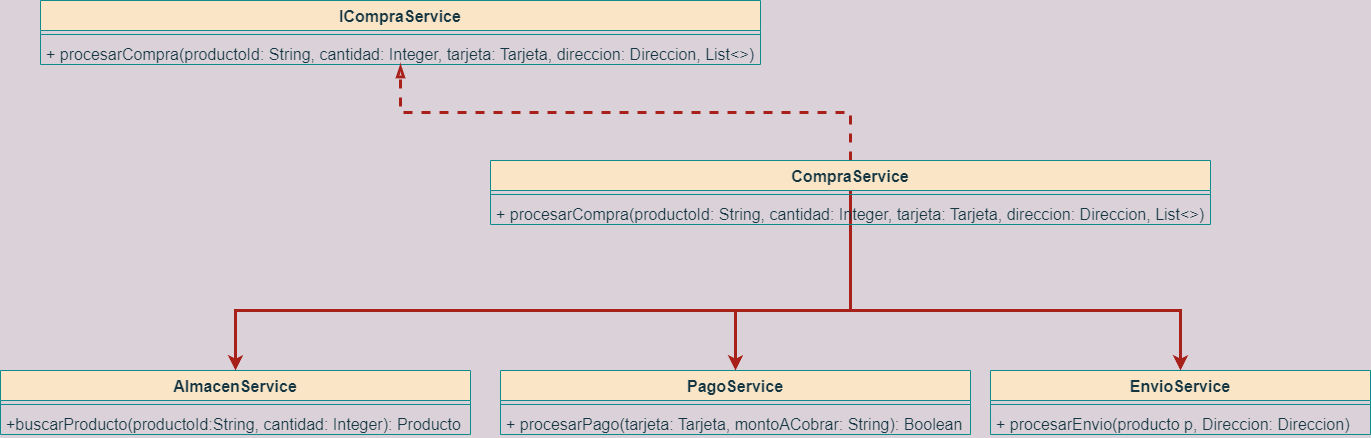 ICompraService
+ procesarCompra(productoId: String, cantidad: Integer, tarjeta: Tarjeta, direccion: Direccion, List<>)
CompraService
+ procesarCompra(productoId: String, cantidad: Integer, tarjeta: Tarjeta, direccion: Direccion, List<>)
AlmacenService
+buscarProducto(productoId:String, cantidad: Integer): Producto
PagoService
+ procesarPago(tarjeta: Tarjeta, montoACobrar: String): Boolean
EnvioService
+ procesarEnvio(producto p, Direccion: Direccion)